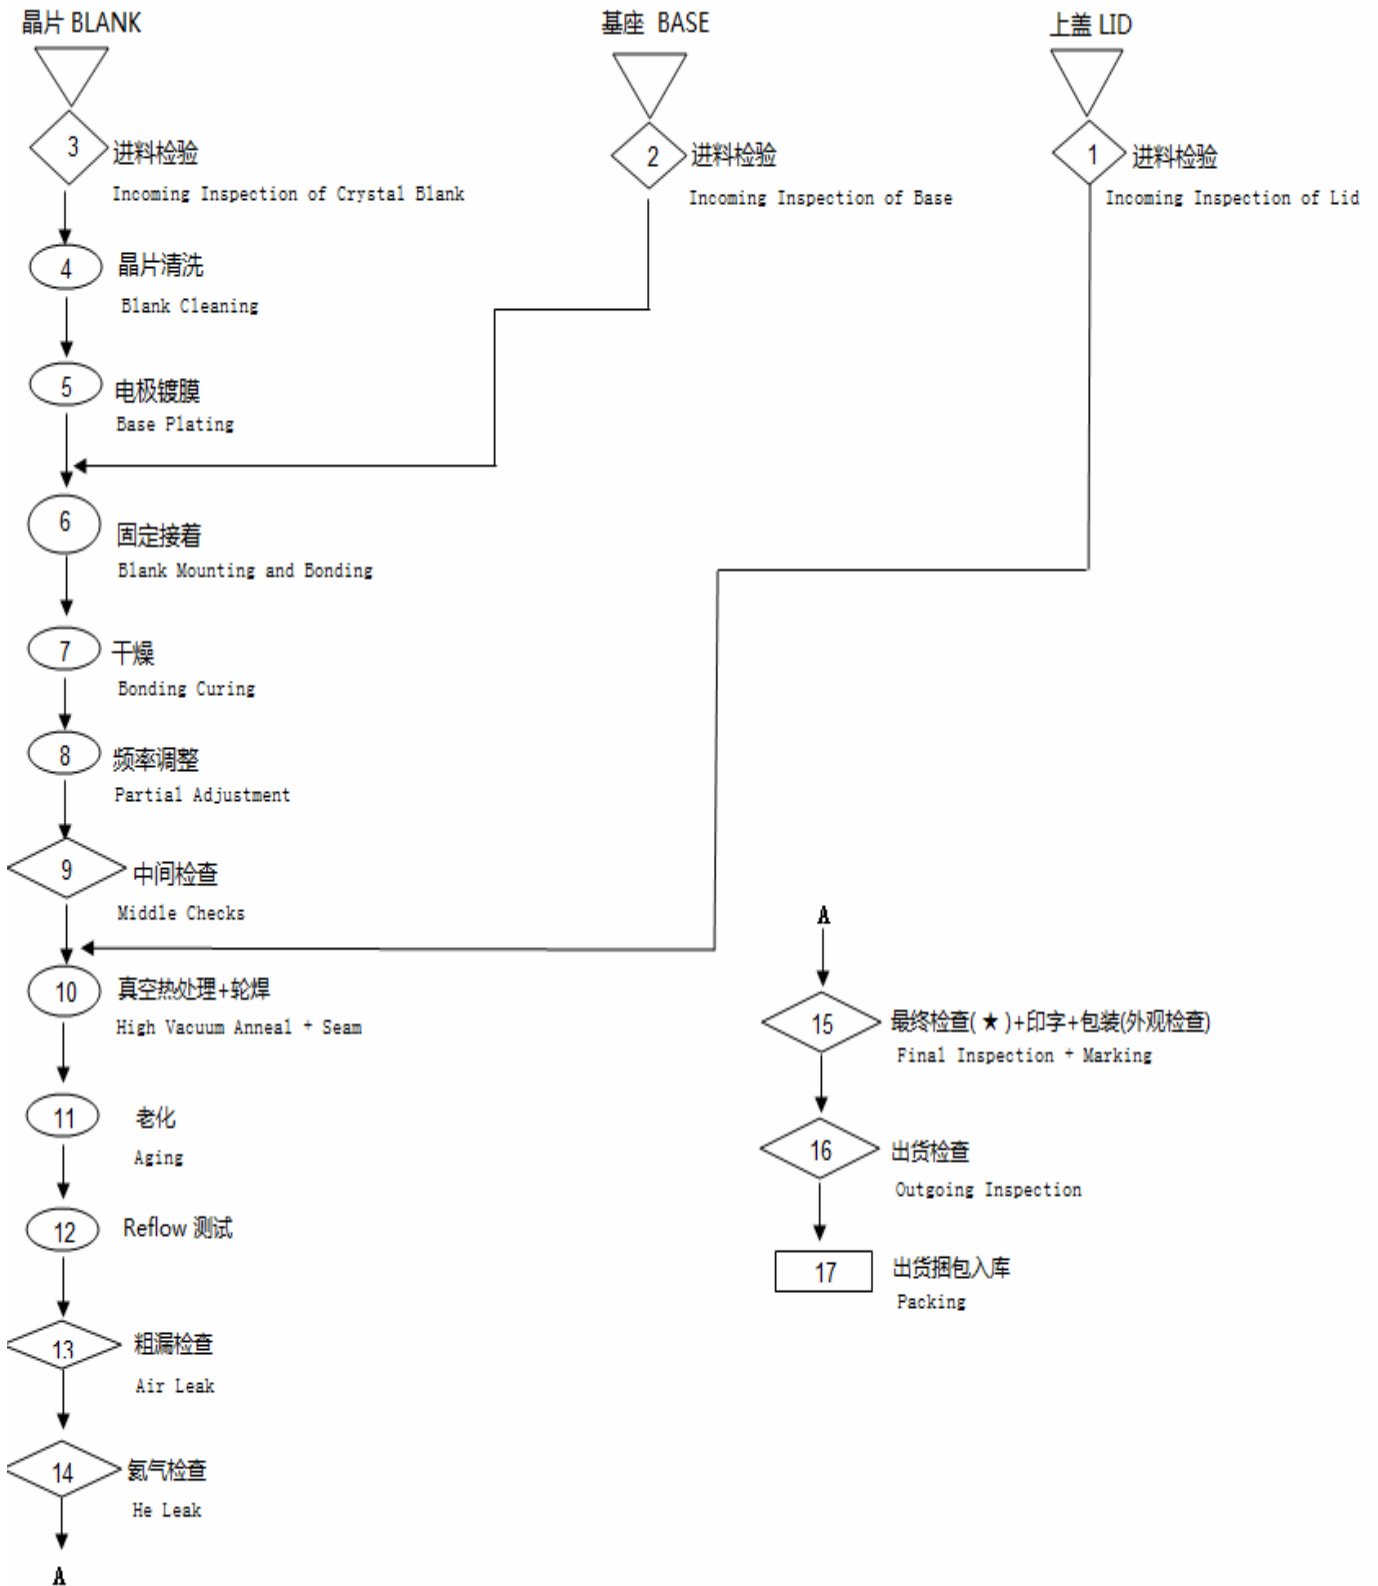 晶片 BLANK
基座 BASE
上盖 LID
3
进料检验
Incoming Inspection of Crystal Blank
2
进料检验
Incoming Inspection of Base
1
进料检验
Incoming Inspection of Lid
4
晶片清洗
Blank Cleaning
5
电极镀膜
Base Plating
6
固定接着
Blank Mounting and Bonding
7
干燥
Bonding Curing
8
频率调整
Partial Adjustment
9
中间检查
Middle Checks
10
真空热处理+轮焊
High Vacuum Anneal + Seam
11
老化
Aging
12
Reflow 测试
13
粗漏检查
Air Leak
14
氦气检查
He Leak
A
A
15
最终检查(★)+印字+包装(外观检查)
Final Inspection + Marking
16
出货检查
Outgoing Inspection
17
出货捆包入库
Packing